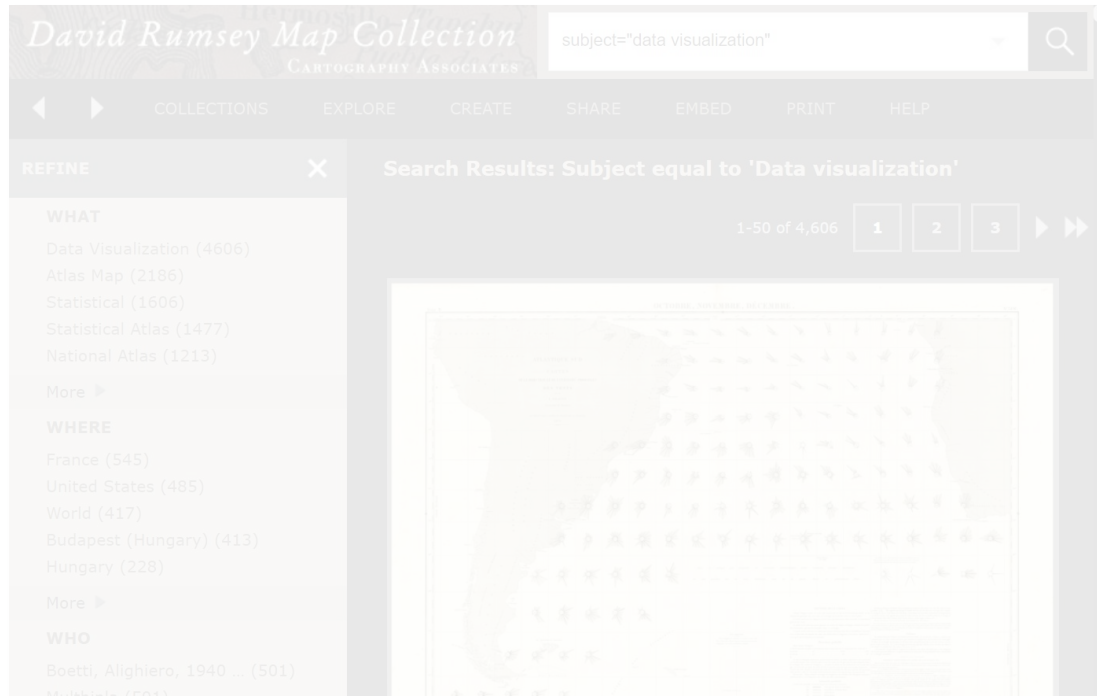 David Rumsey Map Collection
CARTOGRAPHY ASSOCIATES
subject="data visualization"
COLLECTIONS EXPLORE CREATE SHARE EMBED PRINT HELP
REFINE
Search Results: Subject equal to 'Data visualization'
1-50 of 4,606 1 2 3
WHAT
Data Visualization (4606)
Atlas Map (2186)
Statistical (1606)
Statistical Atlas (1477)
National Atlas (1213)
More
WHERE
France (545)
United States (485)
World (417)
Budapest (Hungary) (413)
Hungary (228)
More
WHO
Boetti, Alighiero, 1940 ... (501)